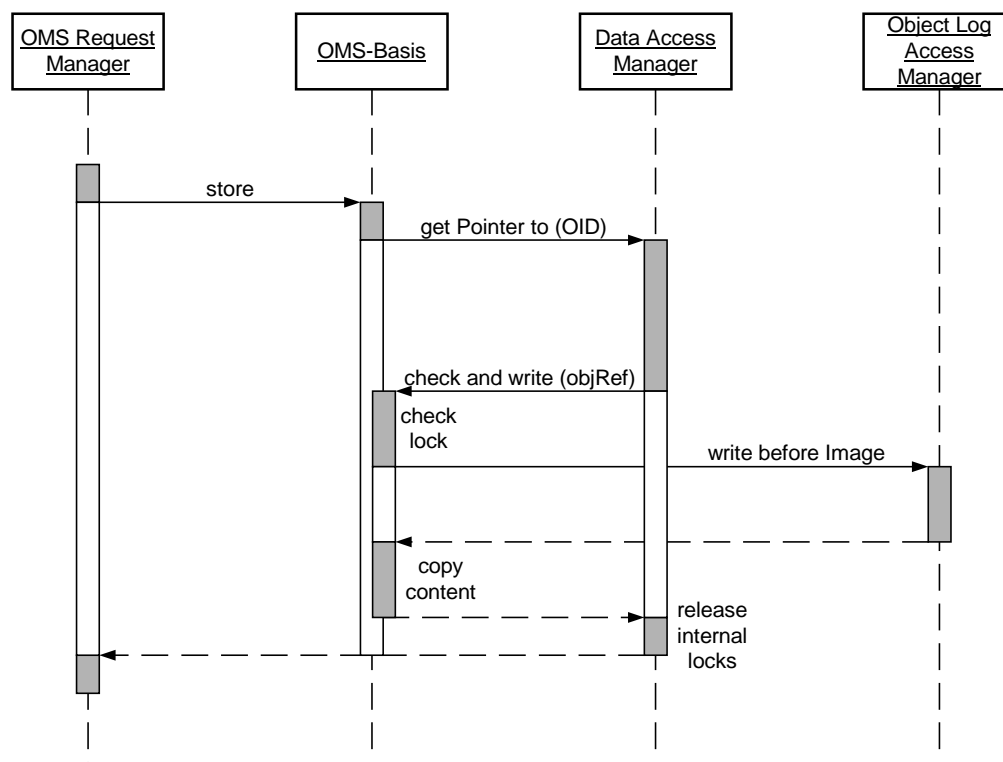 OMS Request
Manager
OMS-Basis
Data Access
Manager
Object Log
Access
Manager
store
get Pointer to (OID)
check and write (objRef)
check
lock
write before Image
copy
content
release
internal
locks